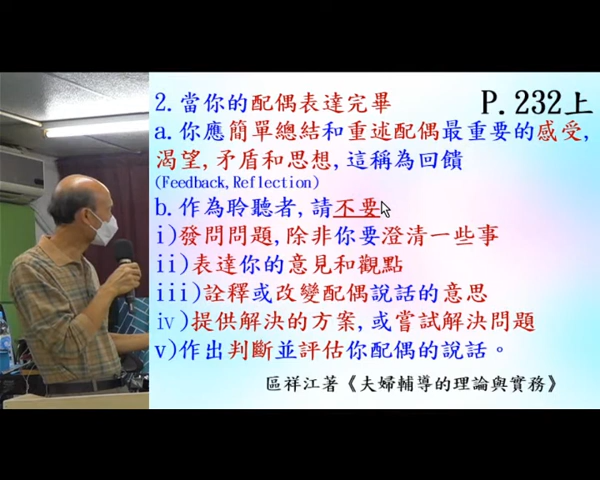 P.232上
2.當你的配偶表達完畢
a.你應簡單總結和重述配偶最重要的感受,
渴望,矛盾和思想,這稱為回饋
(Feedback,Reflection)
b.作為聆聽者,請不要
i)發問問題,除非你要澄清一些事
ii)表達你的意見和觀點
iii)詮釋或改變配偶說話的意思
iv)提供解決的方案,或嘗試解決問題
v)作出判斷並評估你配偶的說話。
區祥江著《夫婦輔導的理論與實務》